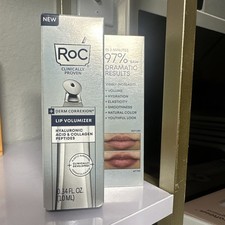 NEW
RoC
CLINICALLY
PROVEN
+ DERM CORREXION
LIP VOLUMIZER
HYALURONIC
ACID & COLLAGEN
PEPTIDES
0.34 FL OZ
(10 ML)
97%
DRAMATIC
RESULTS
• VOLUME
• HYDRATION
• ELASTICITY
• SMOOTHNESS
• NATURAL COLOR
• YOUTHFUL LOOK